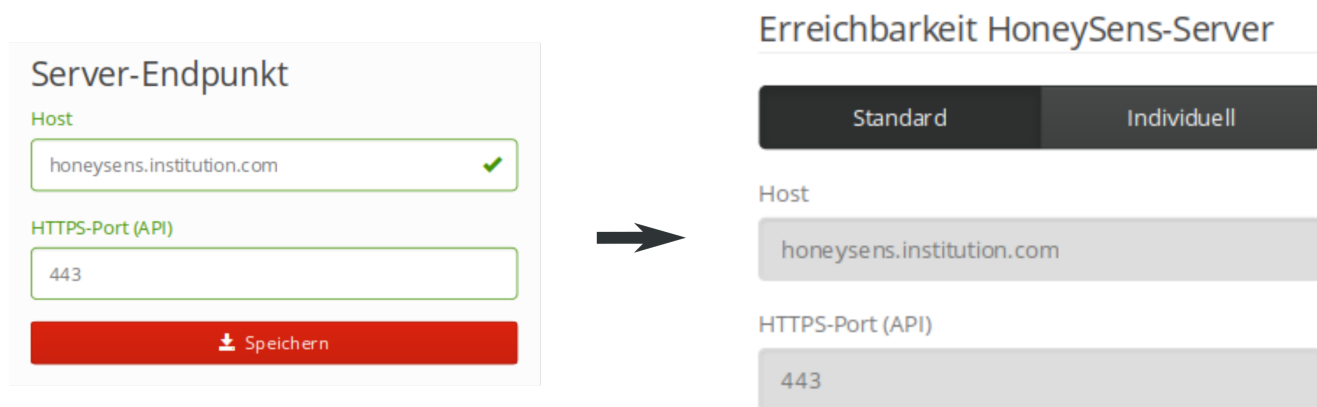 Server-Endpunkt
Host
honeysens.institution.com
HTTPS-Port (API)
443
Speichern
Erreichbarkeit HoneySens-Server
Standard Individuell
Host
honeysens.institution.com
HTTPS-Port (API)
443